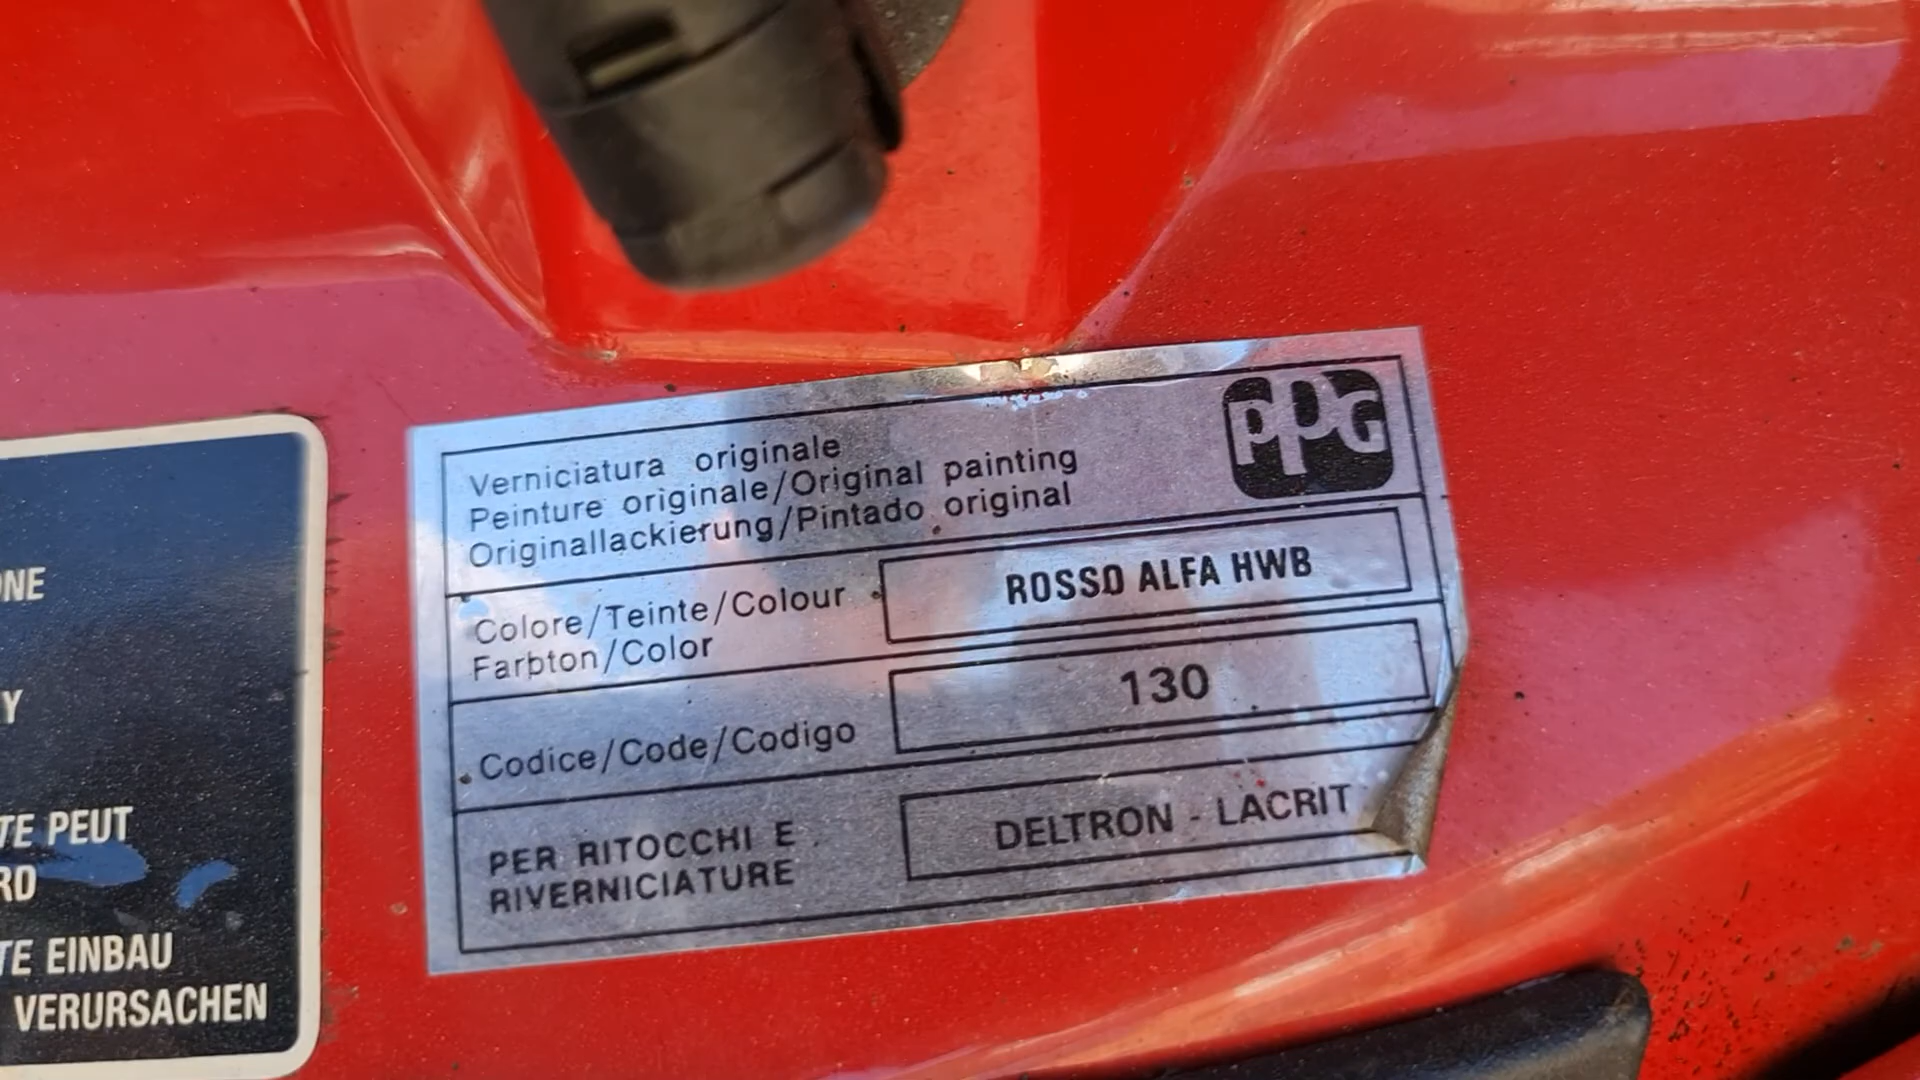 Verniciatura originale
Peinture originale/Original painting
Originallackierung/Pintado original
PPG
Colore/Teinte/Colour
Farbton/Color
ROSSO ALFA HWB
Codice/Code/Codigo
130
PER RITOCCHI E
RIVERNICIATURE
DELTRON - LACRIT
ONE
Y
TE PEUT
RD
TE EINBAU
VERURSACHEN